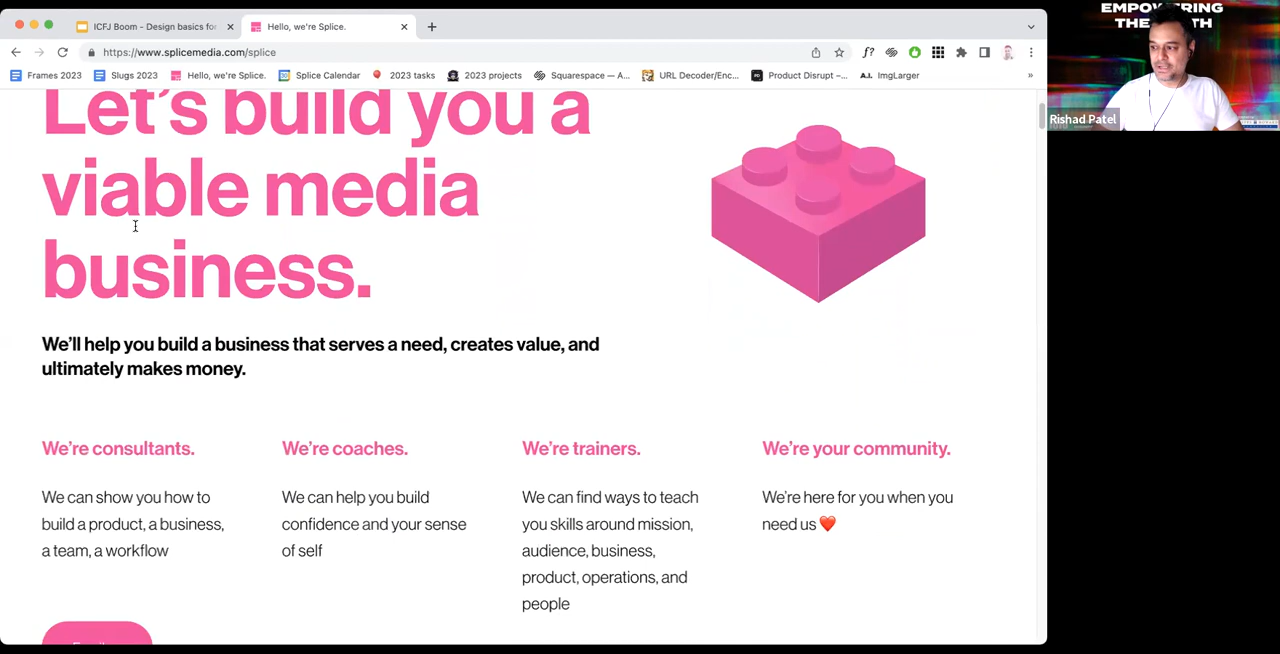 ICFJ Boom - Design basics for
Hello, we're Splice.
https://www.splicemedia.com/splice
f?
Frames 2023
Slugs 2023
Hello, we're Splice.
Splice Calendar
2023 tasks
2023 projects
Squarespace — A...
URL Decoder/Enc...
Product Disrupt –...
A.I.
ImgLarger
»
Let's build you a
viable media
business.
We'll help you build a business that serves a need, creates value, and
ultimately makes money.
We're consultants.
We can show you how to
build a product, a business,
a team, a workflow
We're coaches.
We can help you build
confidence and your sense
of self
We're trainers.
We can find ways to teach
you skills around mission,
audience, business,
product, operations, and
people
We're your community.
We're here for you when you
need us ❤️
EMPOWERING
Rishad Patel